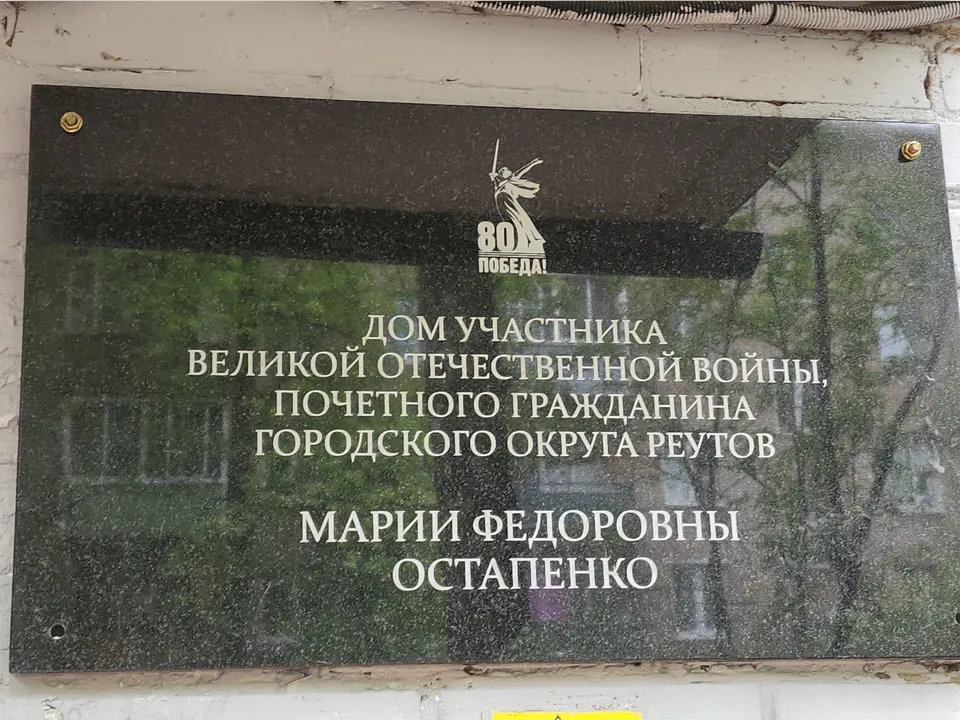 80
ПОБЕДА!
ДОМ УЧАСТНИКА
ВЕЛИКОЙ ОТЕЧЕСТВЕННОЙ ВОЙНЫ,
ПОЧЕТНОГО ГРАЖДАНИНА
ГОРОДСКОГО ОКРУГА РЕУТОВ
МАРИИ ФЕДОРОВНЫ
ОСТАПЕНКО